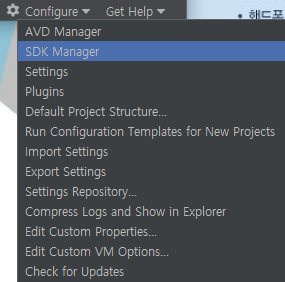 Configure Get Help
• 핸드포
AVD Manager
SDK Manager
Settings
Plugins
Default Project Structure...
Run Configuration Templates for New Projects
Import Settings
Export Settings
Settings Repository...
Compress Logs and Show in Explorer
Edit Custom Properties...
Edit Custom VM Options...
Check for Updates